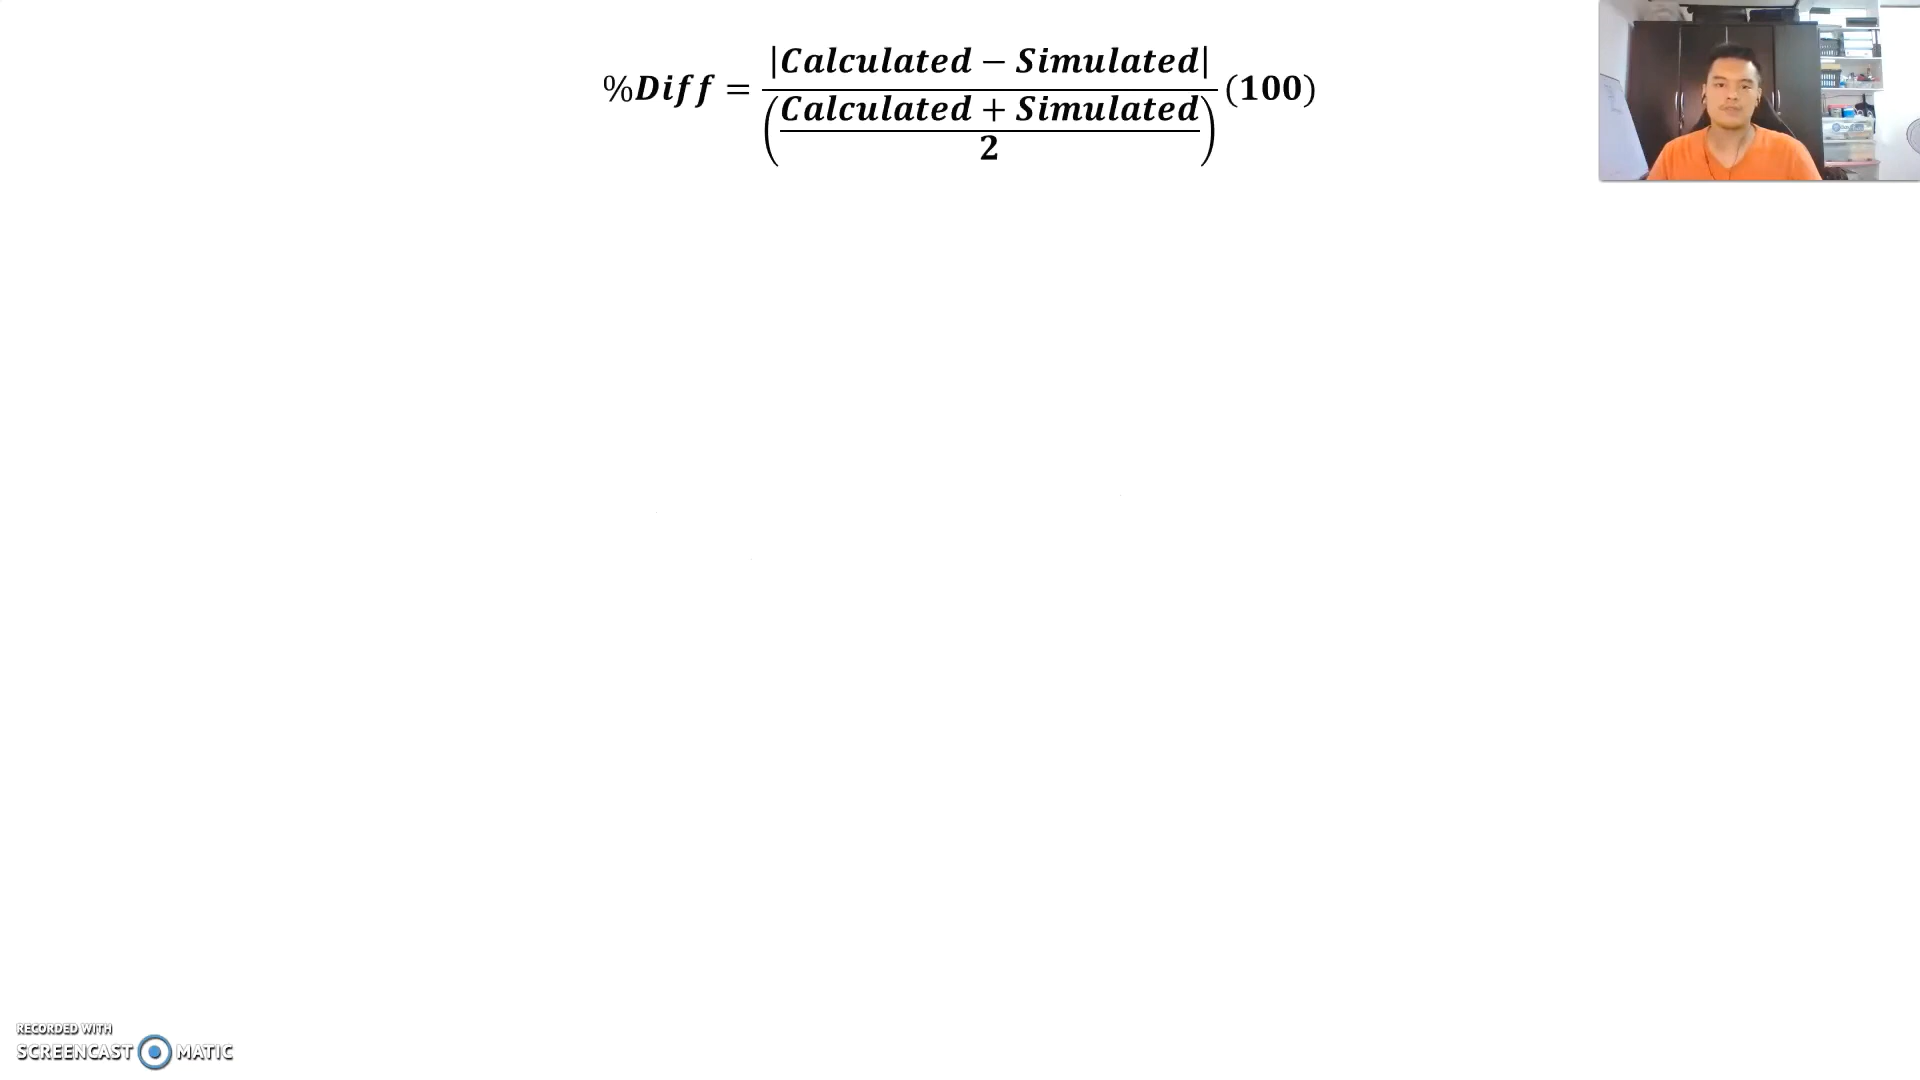 %Diff = |Calculated − Simulated| / ((Calculated + Simulated) / 2) (100)
RECORDED WITH
SCREENCAST MATIC